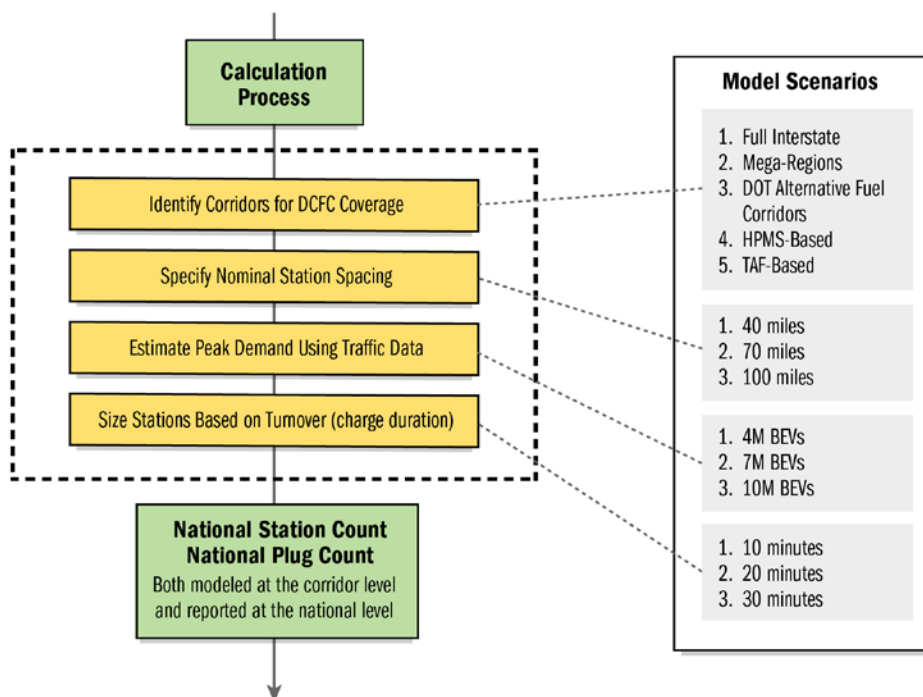 Calculation
Process
Identify Corridors for DCFC Coverage
Specify Nominal Station Spacing
Estimate Peak Demand Using Traffic Data
Size Stations Based on Turnover (charge duration)
National Station Count
National Plug Count
Both modeled at the corridor level
and reported at the national level
Model Scenarios
1. Full Interstate
2. Mega-Regions
3. DOT Alternative Fuel
Corridors
4. HPMS-Based
5. TAF-Based
1. 40 miles
2. 70 miles
3. 100 miles
1. 4M BEVs
2. 7M BEVs
3. 10M BEVs
1. 10 minutes
2. 20 minutes
3. 30 minutes